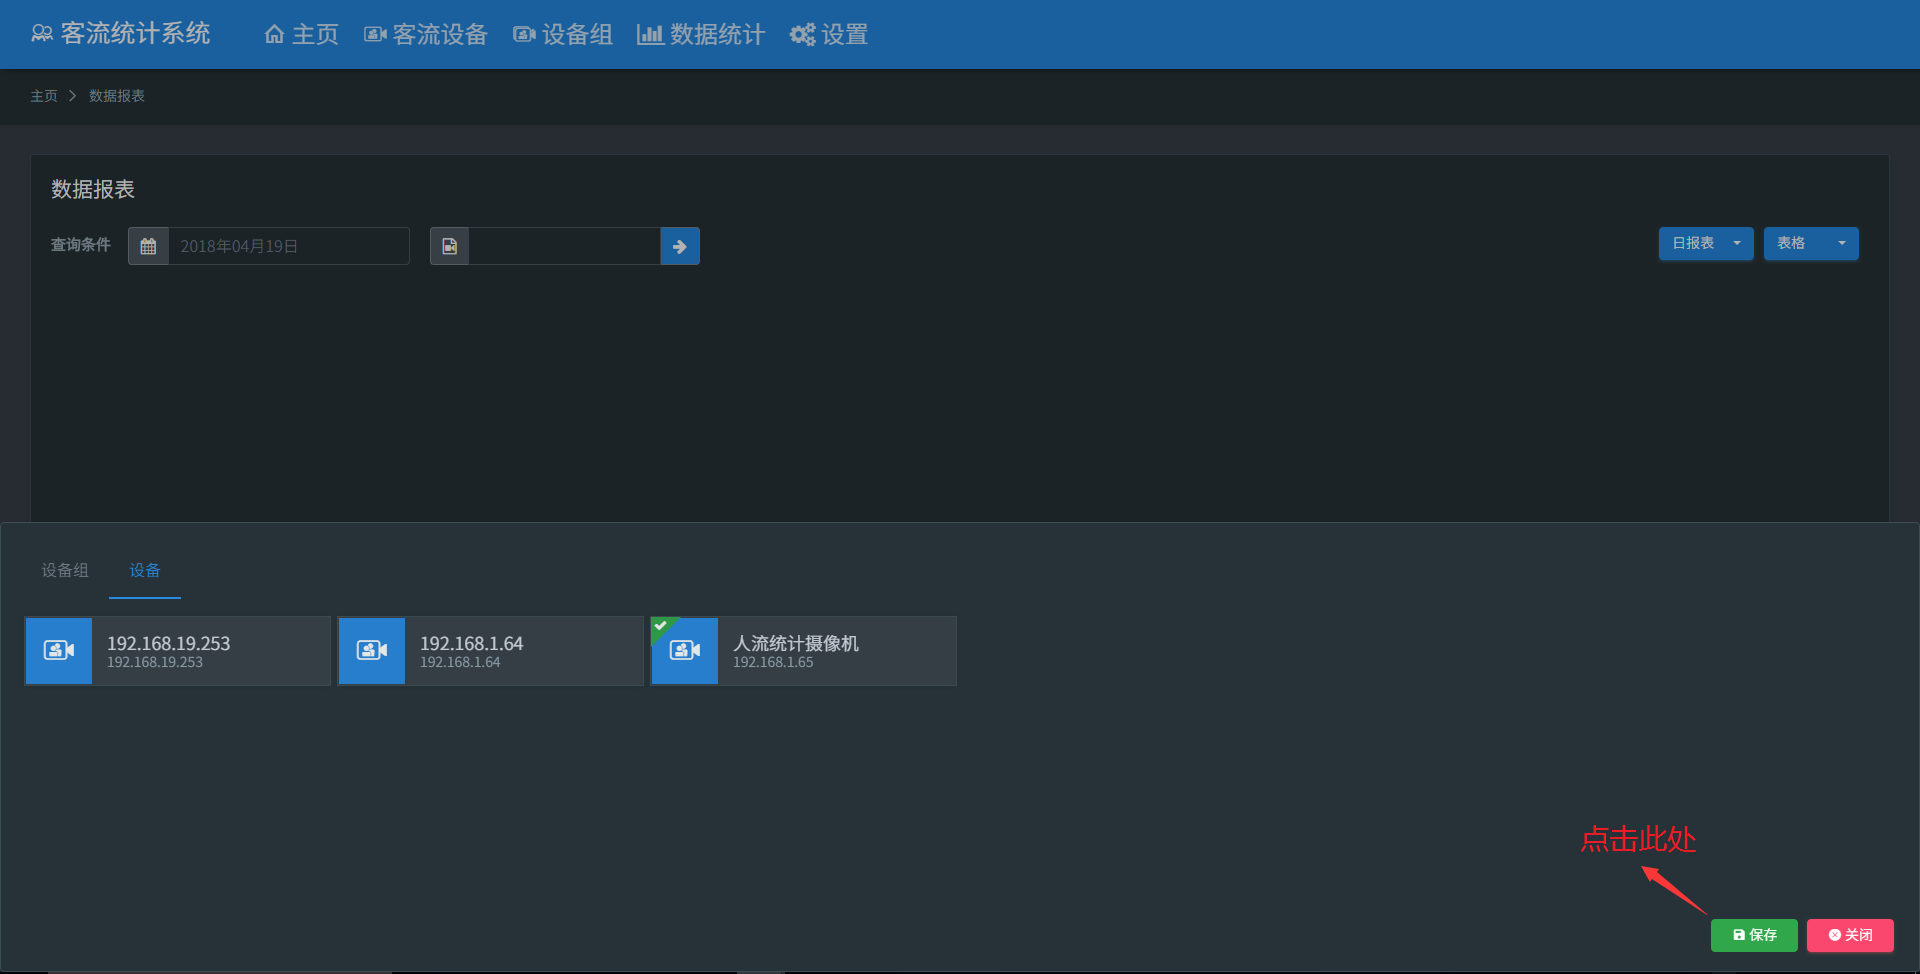 客流统计系统 主页 客流设备 设备组 数据统计 设置
主页 数据报表
数据报表
查询条件 2018年04月19日 日报表 表格
设备组 设备
192.168.19.253
192.168.19.253
192.168.1.64
192.168.1.64
人流统计摄像机
192.168.1.65
点击此处
保存 关闭